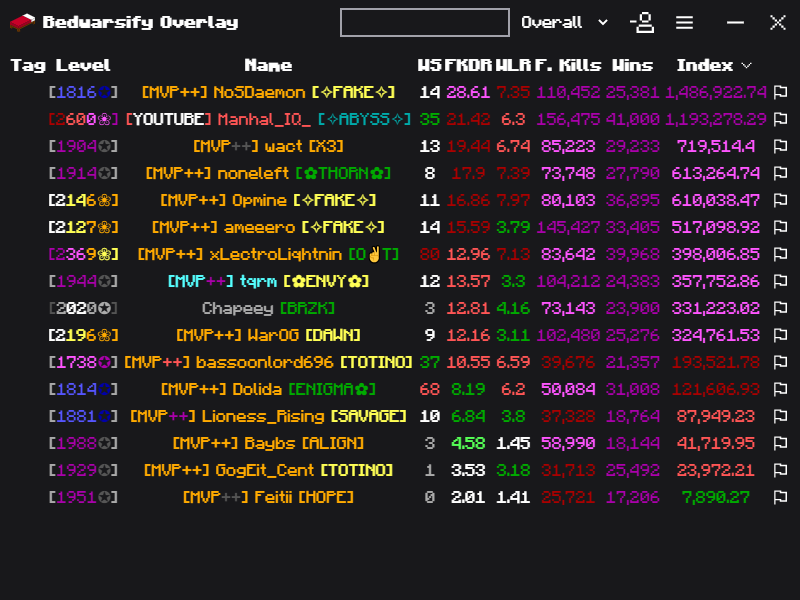 Bedwarsify Overlay Overall
Tag Level Name WS FKDR WLR F. Kills Wins Index
[1816✪] [MVP++] NoSDaemon [✧FAKE✧] 14 28.61 7.35 110,452 25,381 1,486,922.74
[2600❀] [YOUTUBE] Manhal_IQ_ [✧ABYSS✧] 35 21.42 6.3 156,475 41,000 1,193,278.29
[1904✪] [MVP++] wact [X3] 13 19.44 6.74 85,223 29,233 719,514.4
[1914✪] [MVP++] noneleft [✿THORN✿] 8 17.9 7.39 73,748 27,790 613,264.74
[2146❀] [MVP++] Opmine [✧FAKE✧] 11 16.86 7.97 80,103 36,895 610,038.47
[2127❀] [MVP++] ameeero [✧FAKE✧] 14 15.59 3.79 145,427 33,405 517,098.92
[2369❀] [MVP++] xLectroLightnin [O✌T] 80 12.96 7.13 83,642 39,968 398,006.85
[1944✪] [MVP++] tqrm [✿ENVY✿] 12 13.57 3.3 104,212 24,383 357,752.86
[2020✪] Chapeey [BRZK] 3 12.81 4.16 73,143 23,900 331,223.02
[2196❀] [MVP++] WarOG [DAWN] 9 12.16 3.11 102,480 25,276 324,761.53
[1738✪] [MVP++] bassoonlord696 [TOTINO] 37 10.55 6.59 39,676 21,357 193,521.78
[1814✪] [MVP++] Dolida [ENIGMA✿] 68 8.19 6.2 50,084 31,008 121,606.93
[1881✪] [MVP++] Lioness_Rising [SAVAGE] 10 6.84 3.8 37,328 18,764 87,949.23
[1988✪] [MVP++] Baybs [ALIGN] 3 4.58 1.45 58,990 18,144 41,719.95
[1929✪] [MVP++] GogEit_Cent [TOTINO] 1 3.53 3.18 31,713 25,492 23,972.21
[1951✪] [MVP++] Feitii [HOPE] 0 2.01 1.41 25,721 17,206 7,890.27